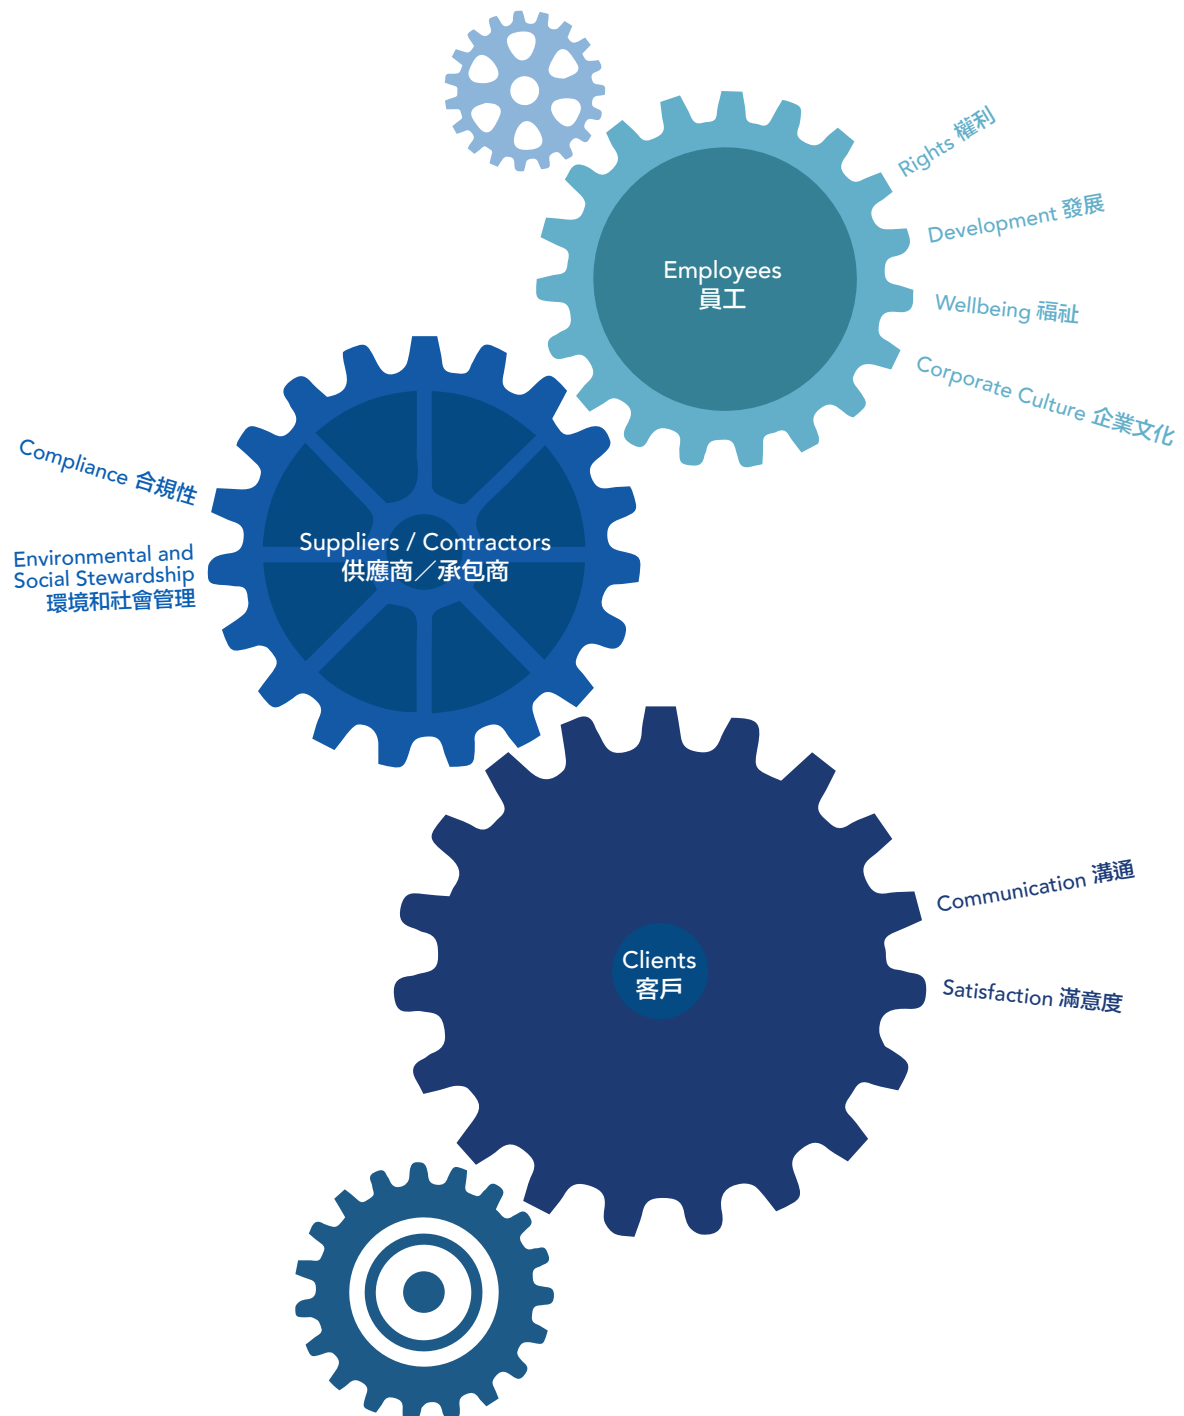 Rights 權利
Development 發展
Employees
員工
Wellbeing 福祉
Corporate Culture 企業文化
Compliance 合規性
Suppliers / Contractors
供應商／承包商
Environmental and
Social Stewardship
環境和社會管理
Communication 溝通
Clients
客戶
Satisfaction 滿意度